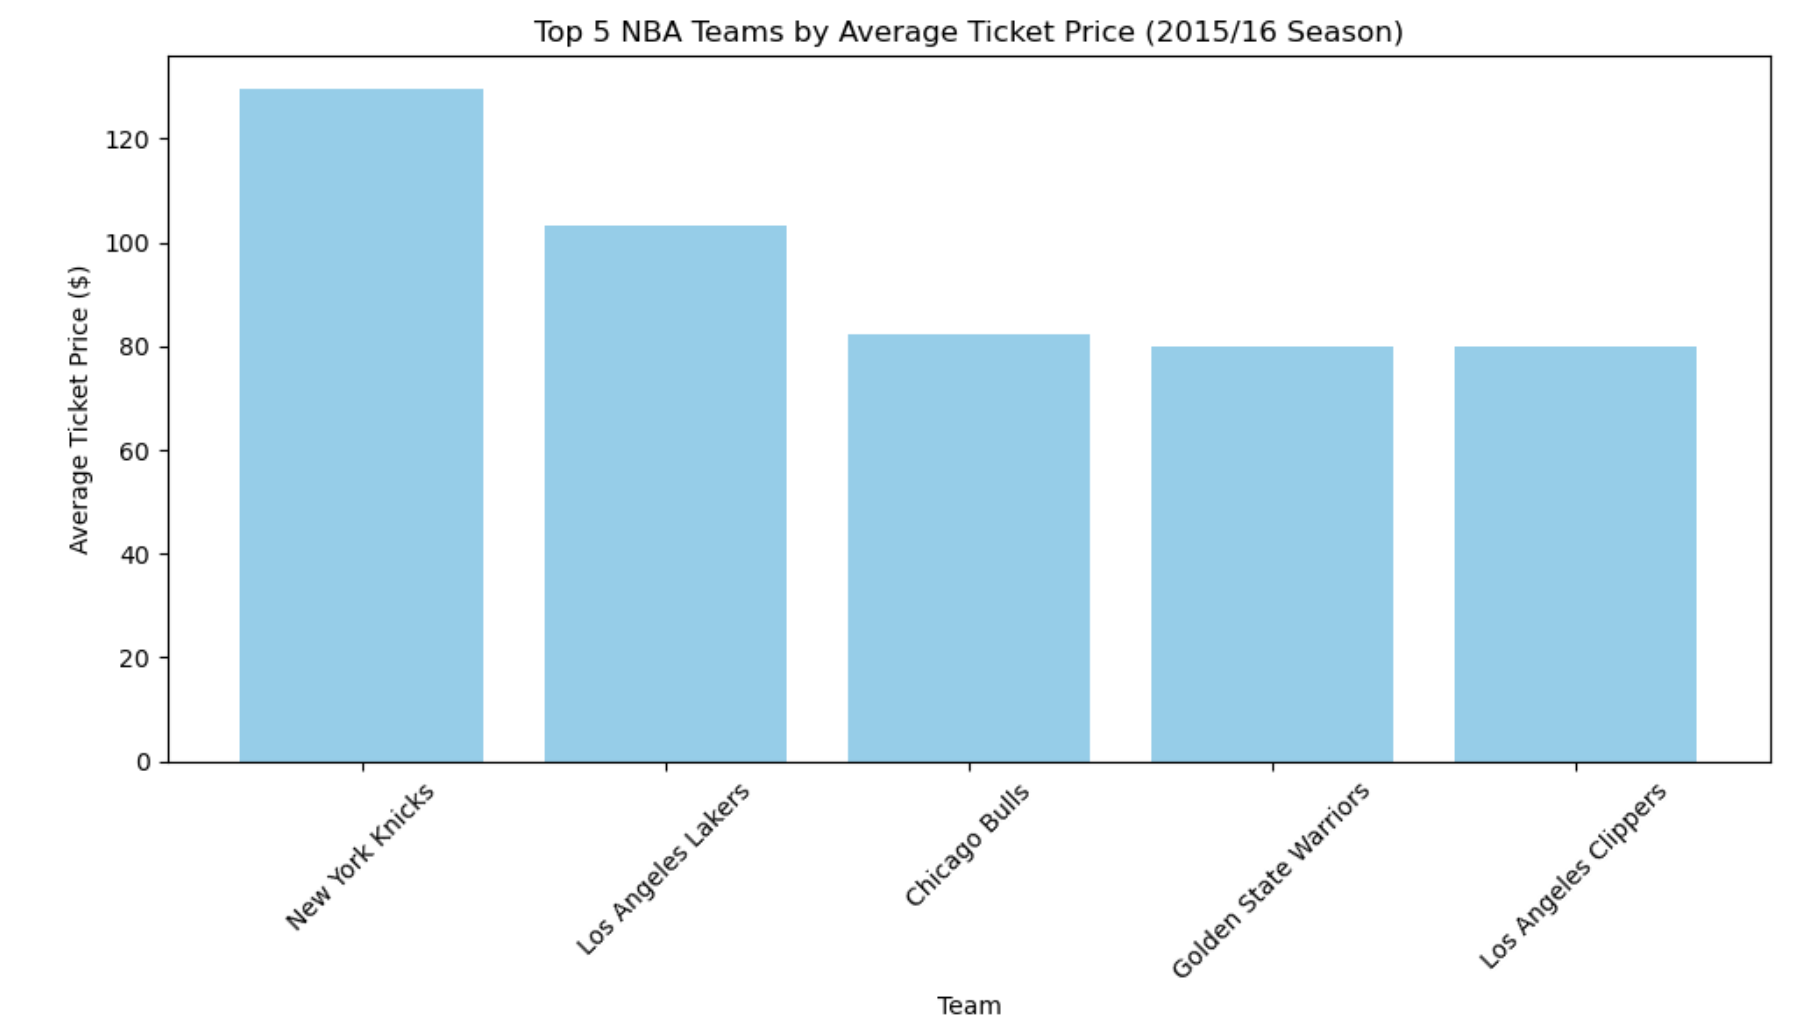 Top 5 NBA Teams by Average Ticket Price (2015/16 Season)
Average Ticket Price ($)
120
100
80
60
40
20
0
New York Knicks
Los Angeles Lakers
Chicago Bulls
Golden State Warriors
Los Angeles Clippers
Team